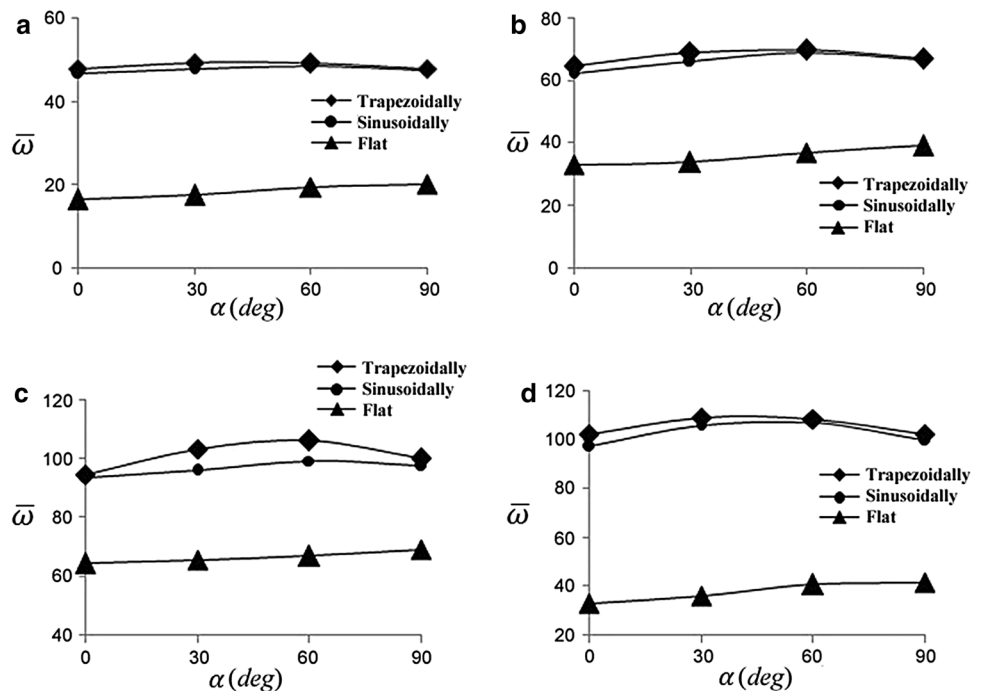 a
60
40
20
0
ω̅
0 30 60 90
α (deg)
Trapezoidally
Sinusoidally
Flat
b
80
60
40
20
0
ω̅
0 30 60 90
α (deg)
Trapezoidally
Sinusoidally
Flat
c
120
100
80
60
40
ω̅
0 30 60 90
α (deg)
Trapezoidally
Sinusoidally
Flat
d
120
100
80
60
40
20
ω̅
0 30 60 90
α (deg)
Trapezoidally
Sinusoidally
Flat